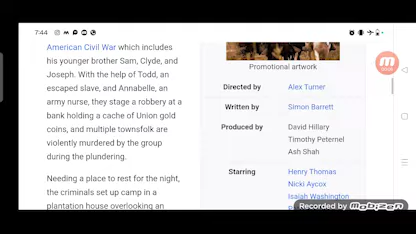 7:44
American Civil War which includes
his younger brother Sam, Clyde, and
Joseph. With the help of Todd, an
escaped slave, and Annabelle, an
army nurse, they stage a robbery at a
bank holding a cache of Union gold
coins, and multiple townsfolk are
violently murdered by the group
during the plundering.
Needing a place to rest for the night,
the criminals set up camp in a
plantation house overlooking an
Promotional artwork
Directed by Alex Turner
Written by Simon Barrett
Produced by David Hillary
Timothy Peternel
Ash Shah
Starring Henry Thomas
Nicki Aycox
Isaiah Washington
Recorded by Mobizen